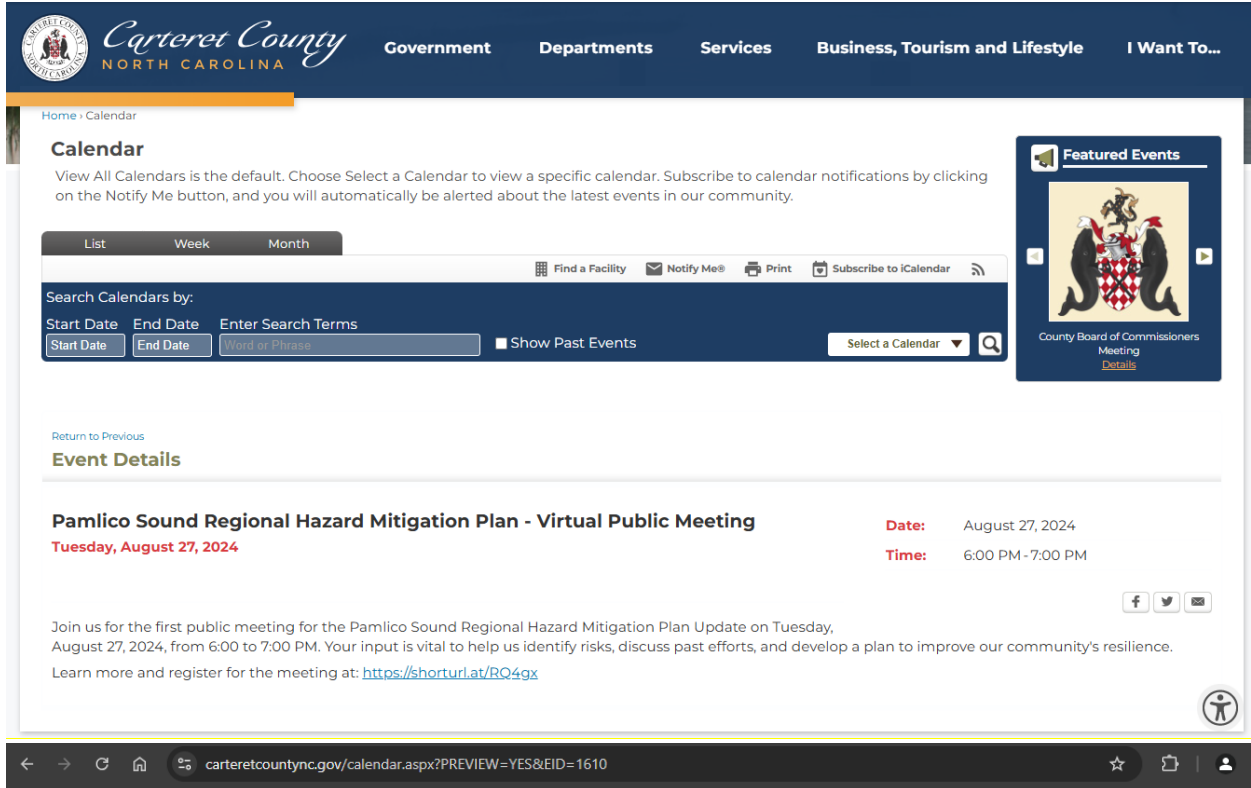 Carteret County
NORTH CAROLINA
Government Departments Services Business, Tourism and Lifestyle I Want To...
Home › Calendar
Calendar
View All Calendars is the default. Choose Select a Calendar to view a specific calendar. Subscribe to calendar notifications by clicking
on the Notify Me button, and you will automatically be alerted about the latest events in our community.
Featured Events
County Board of Commissioners
Meeting
Details
List Week Month
Find a Facility Notify Me® Print Subscribe to iCalendar
Search Calendars by:
Start Date End Date Enter Search Terms
Start Date End Date Word or Phrase Show Past Events Select a Calendar
Return to Previous
Event Details
Pamlico Sound Regional Hazard Mitigation Plan - Virtual Public Meeting
Tuesday, August 27, 2024
Date: August 27, 2024
Time: 6:00 PM - 7:00 PM
Join us for the first public meeting for the Pamlico Sound Regional Hazard Mitigation Plan Update on Tuesday,
August 27, 2024, from 6:00 to 7:00 PM. Your input is vital to help us identify risks, discuss past efforts, and develop a plan to improve our community's resilience.
Learn more and register for the meeting at: https://shorturl.at/RQ4gx
carteretcountync.gov/calendar.aspx?PREVIEW=YES&EID=1610